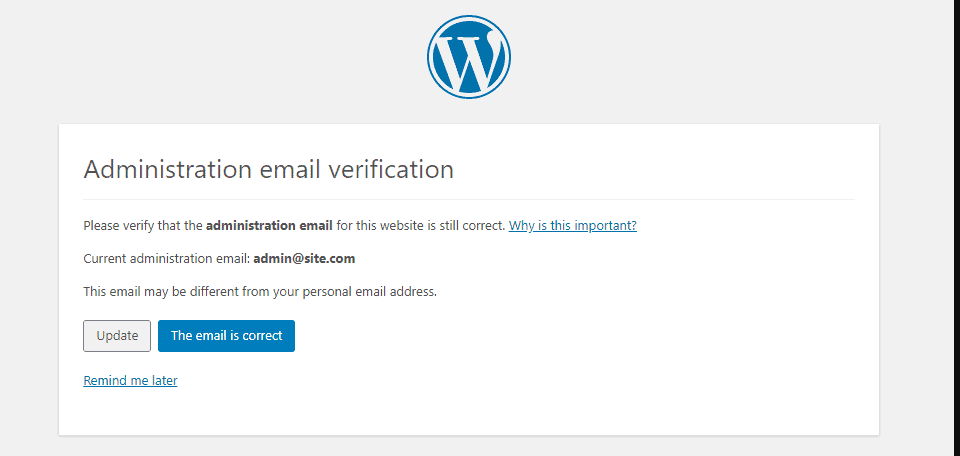 Administration email verification
Please verify that the administration email for this website is still correct. Why is this important?
Current administration email: admin@site.com
This email may be different from your personal email address.
Update The email is correct
Remind me later